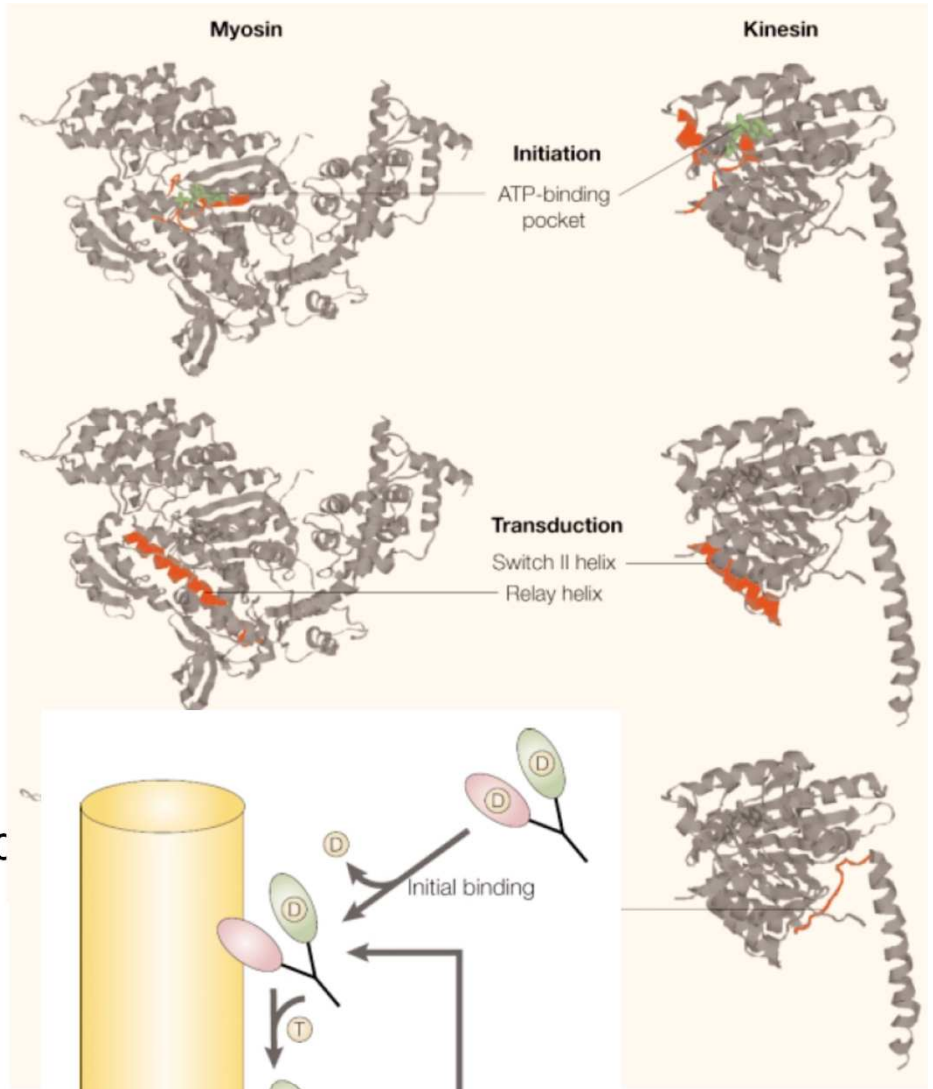 Myosin
Kinesin
Initiation
ATP-binding
pocket
Transduction
Switch II helix
Relay helix
D
D
D
Initial binding
D
T